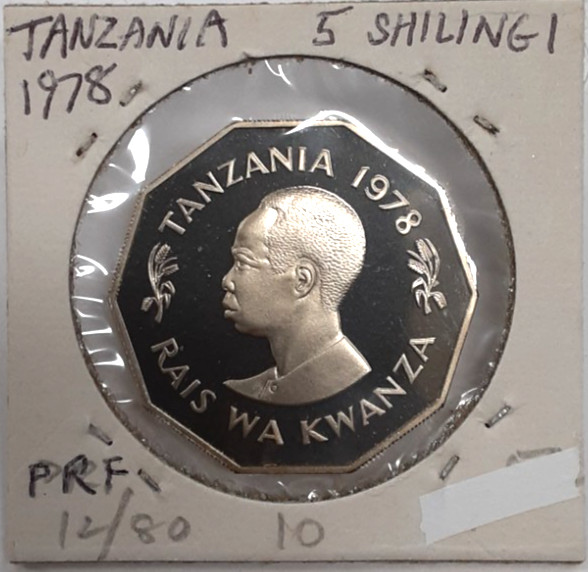 TANZANIA 5 SHILINGI
1978
TANZANIA 1978
RAIS WA KWANZA
PRF
12/80 10